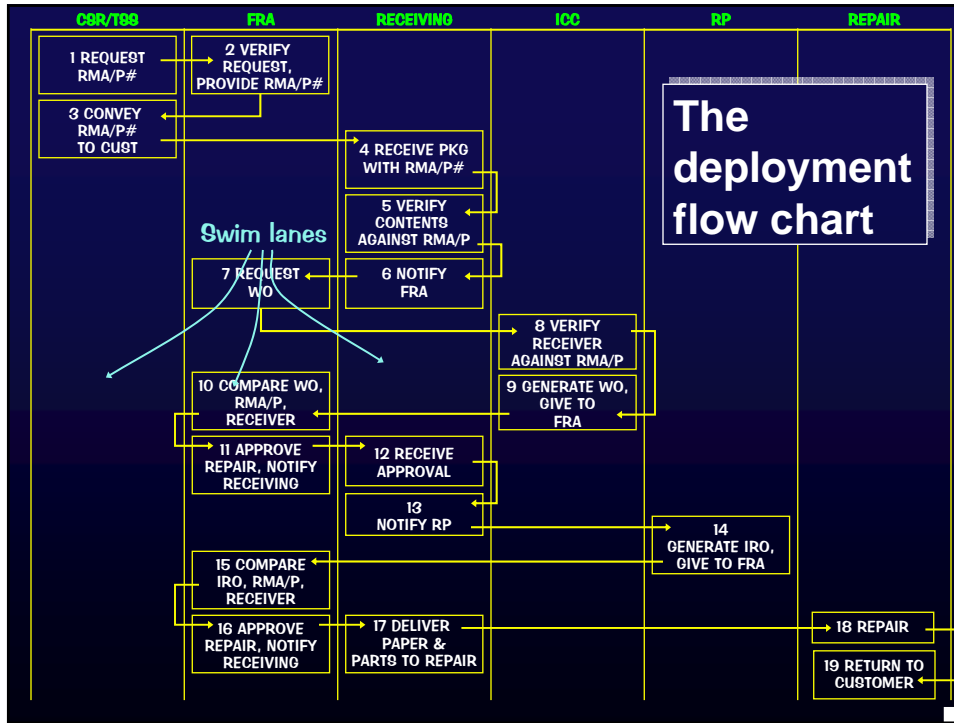 CSR/TSS FRA RECEIVING ICC RP REPAIR
1 REQUEST
RMA/P#
2 VERIFY
REQUEST,
PROVIDE RMA/P#
The
deployment
flow chart
3 CONVEY
RMA/P#
TO CUST
4 RECEIVE PKG
WITH RMA/P#
5 VERIFY
CONTENTS
AGAINST RMA/P
Swim lanes
6 NOTIFY
FRA
7 REQUEST
WO
8 VERIFY
RECEIVER
AGAINST RMA/P
9 GENERATE WO,
GIVE TO
FRA
10 COMPARE WO,
RMA/P,
RECEIVER
11 APPROVE
REPAIR, NOTIFY
RECEIVING
12 RECEIVE
APPROVAL
13
NOTIFY RP
14
GENERATE IRO,
GIVE TO FRA
15 COMPARE
IRO, RMA/P,
RECEIVER
16 APPROVE
REPAIR, NOTIFY
RECEIVING
17 DELIVER
PAPER &
PARTS TO REPAIR
18 REPAIR
19 RETURN TO
CUSTOMER